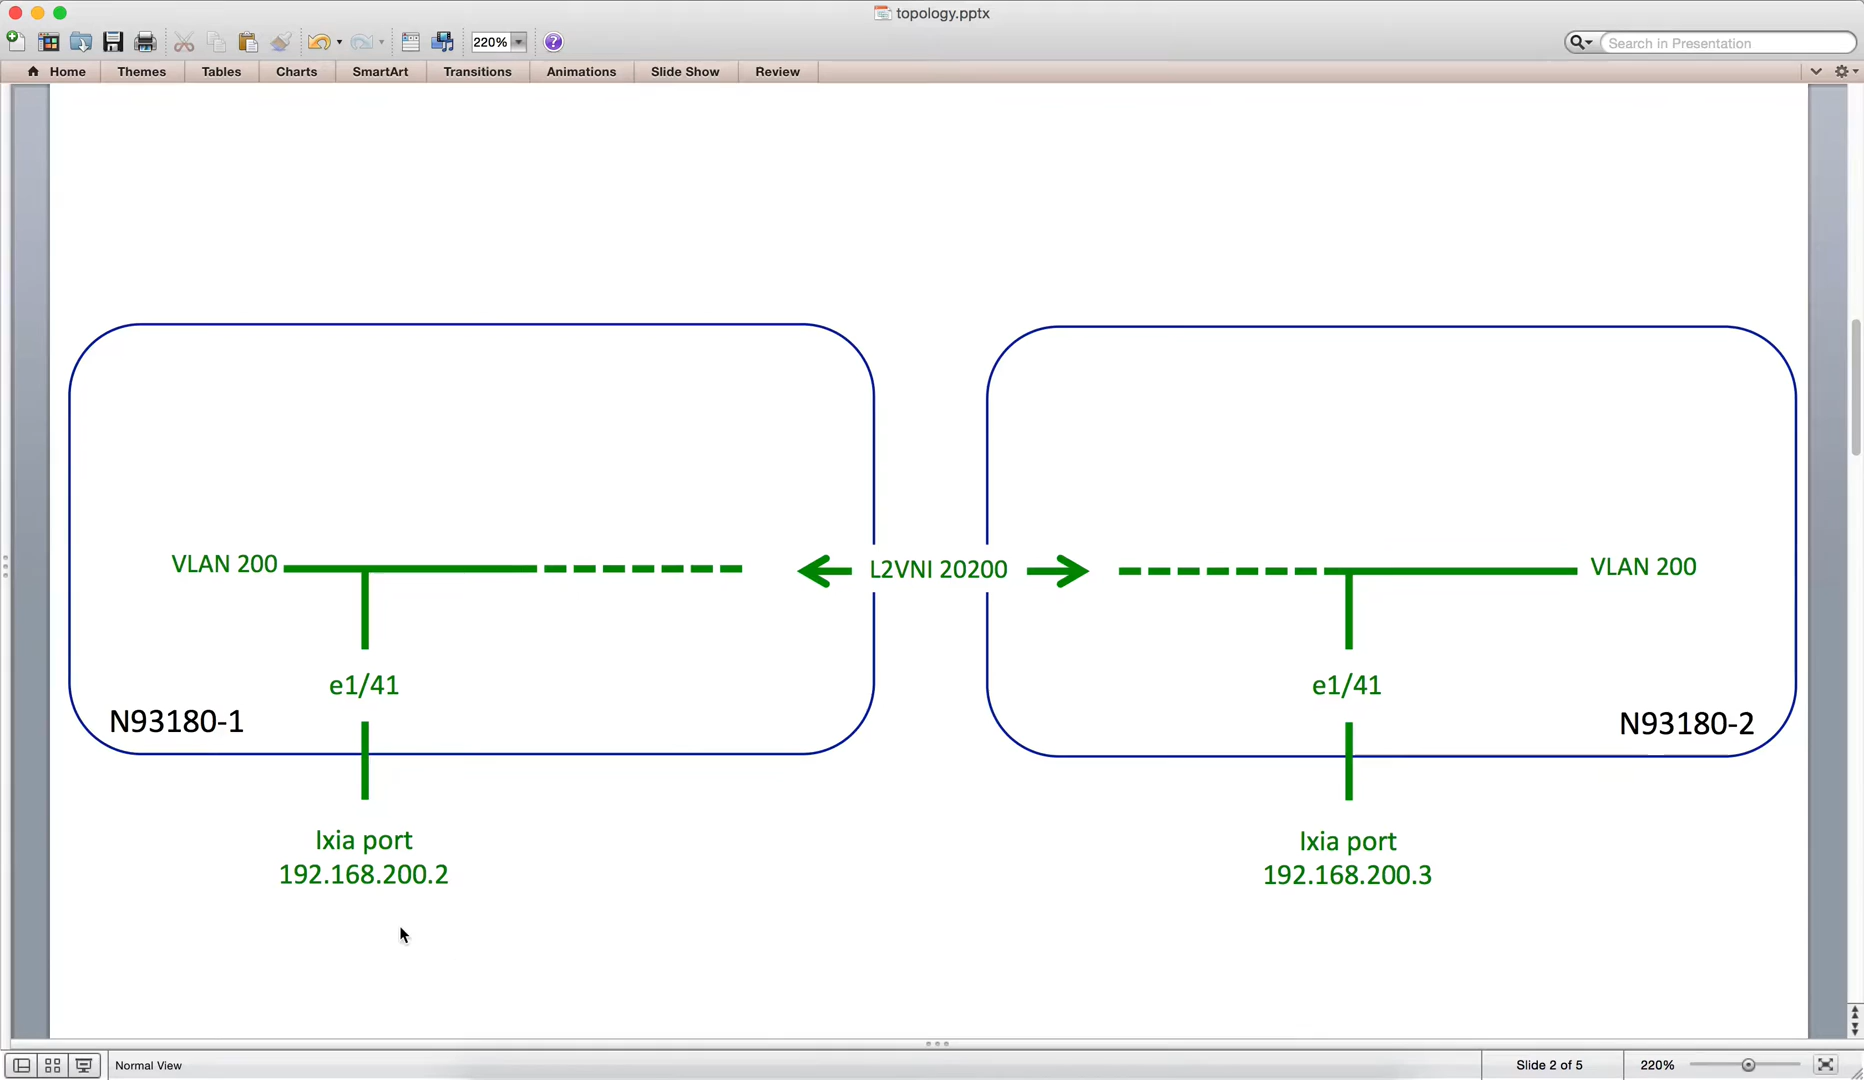 topology.pptx
220%
Search in Presentation
Home
Themes
Tables
Charts
SmartArt
Transitions
Animations
Slide Show
Review
VLAN 200
L2VNI 20200
VLAN 200
e1/41
e1/41
N93180-1
N93180-2
Ixia port
192.168.200.2
Ixia port
192.168.200.3
Normal View
Slide 2 of 5
220%